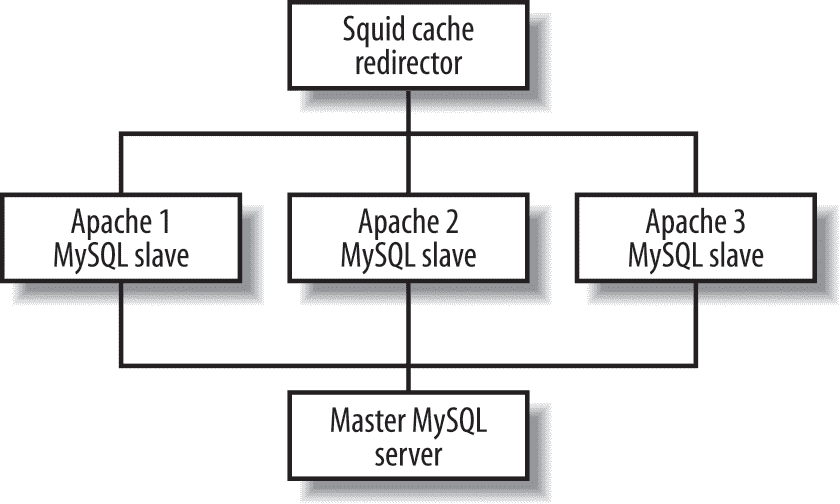 Squid cache
redirector
Apache 1
MySQL slave
Apache 2
MySQL slave
Apache 3
MySQL slave
Master MySQL
server